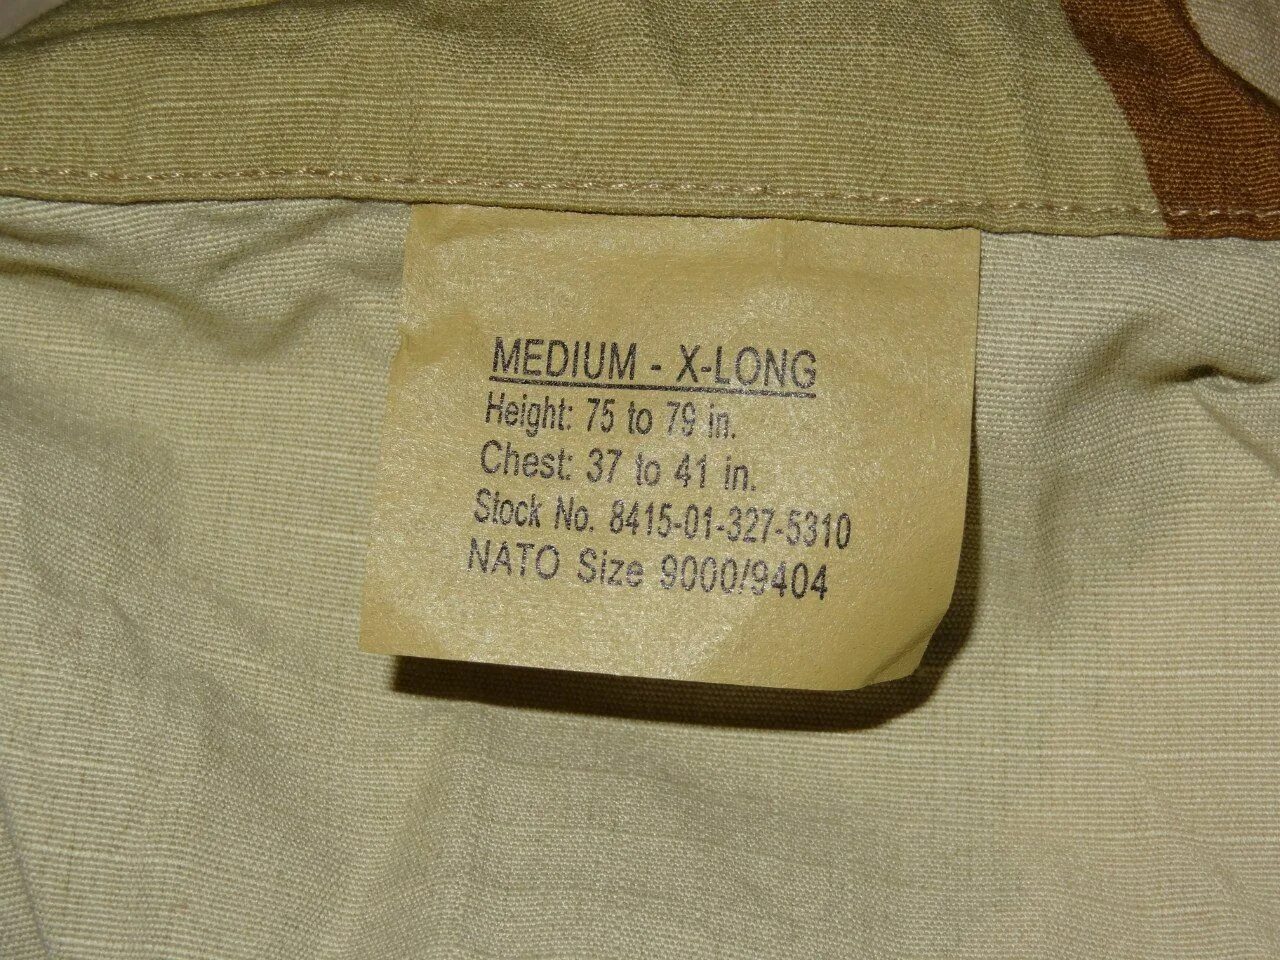 MEDIUM - X-LONG
Height: 75 to 79 in.
Chest: 37 to 41 in.
Stock No. 8415-01-327-5310
NATO Size 9000/9404